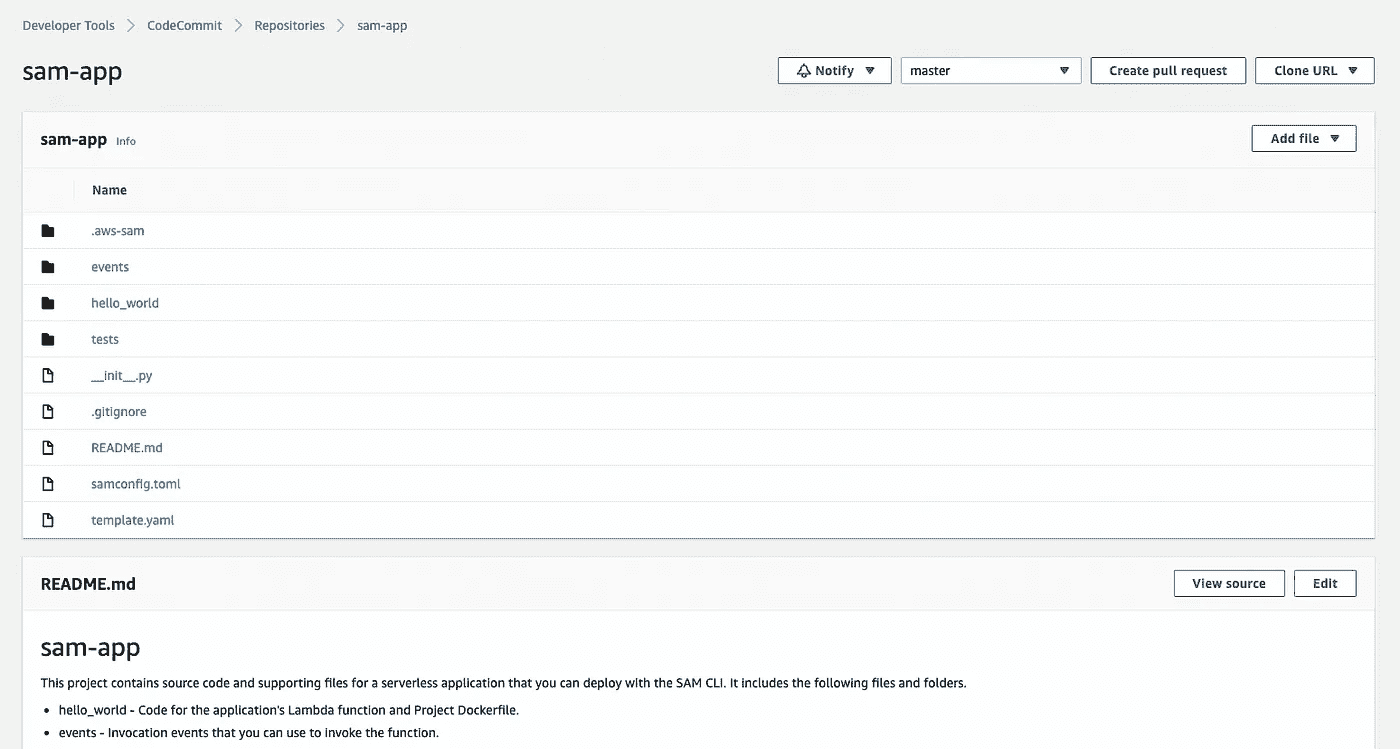 Developer Tools > CodeCommit > Repositories > sam-app
sam-app
Notify
master
Create pull request
Clone URL
sam-app Info
Add file
Name
.aws-sam
events
hello_world
tests
__init__.py
.gitignore
README.md
samconfig.toml
template.yaml
README.md
View source
Edit
sam-app
This project contains source code and supporting files for a serverless application that you can deploy with the SAM CLI. It includes the following files and folders.
• hello_world - Code for the application's Lambda function and Project Dockerfile.
• events - Invocation events that you can use to invoke the function.